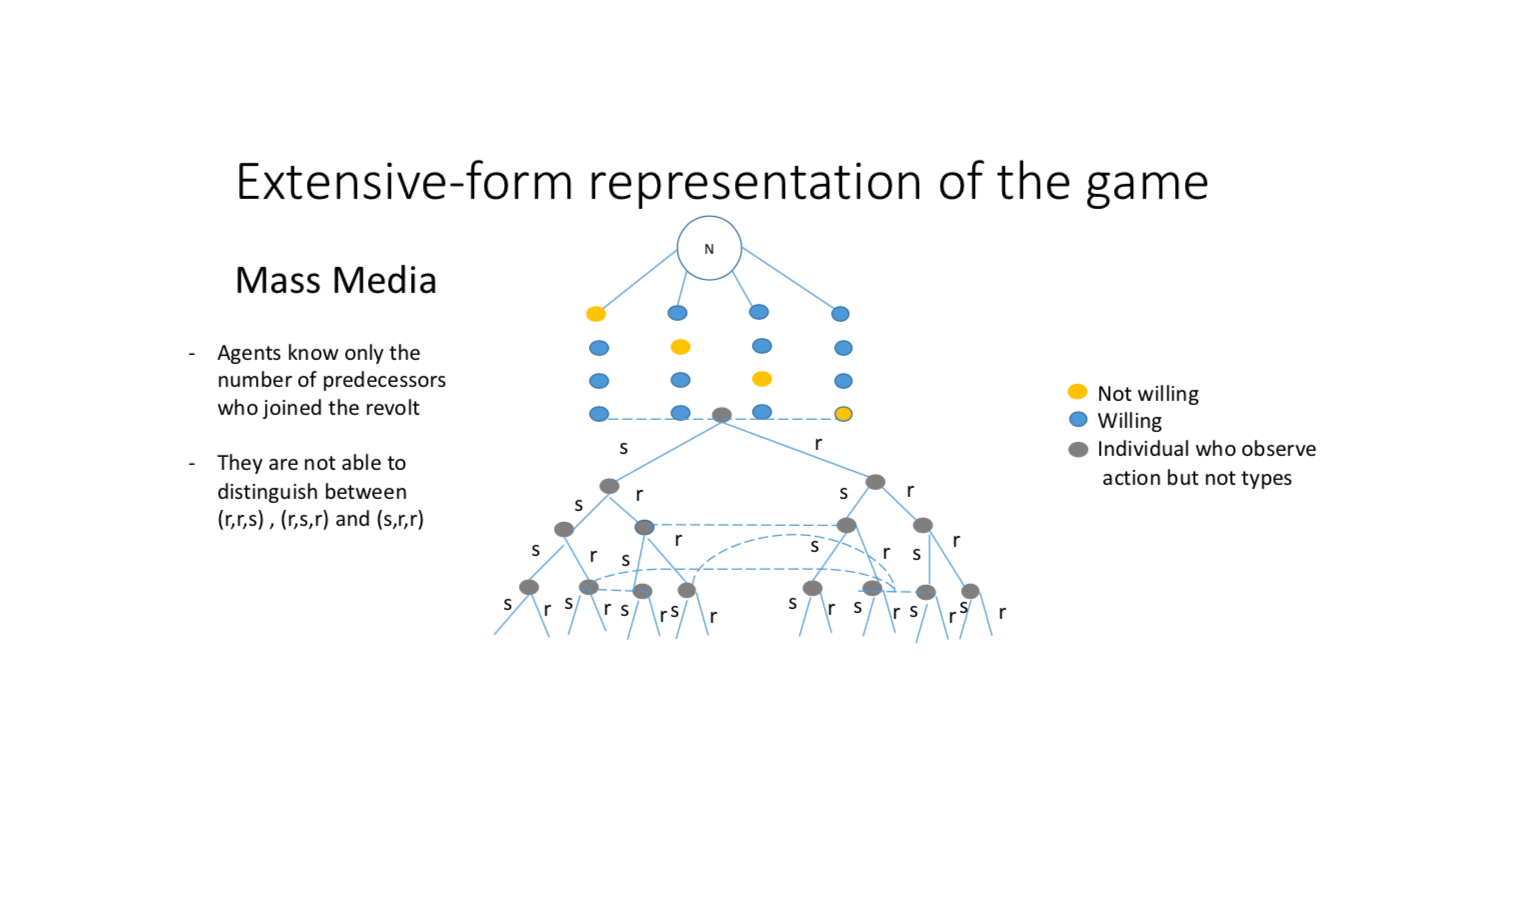 Extensive-form representation of the game
N
Mass Media
- Agents know only the
number of predecessors
who joined the revolt
- They are not able to
distinguish between
(r,r,s) , (r,s,r) and (s,r,r)
Not willing
Willing
Individual who observe
action but not types
s r
s r s r
s r s r s r s r
s r s r s r s r s r s r s r s r